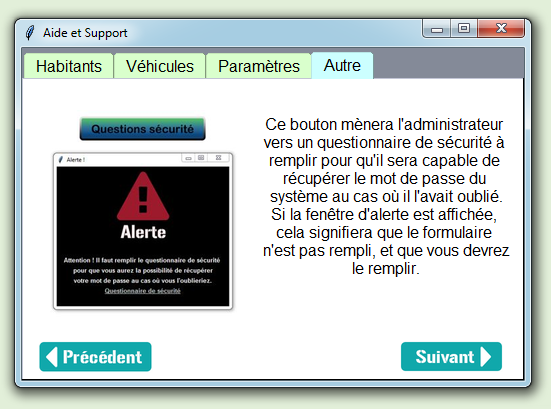 Aide et Support
Habitants Véhicules Paramètres Autre
Questions sécurité
Alerte !
Alerte
Attention ! Il faut remplir le questionnaire de sécurité
pour que vous aurez la possibilité de récupérer
votre mot de passe au cas où vous l'oublieriez.
Questionnaire de sécurité
Ce bouton mènera l'administrateur
vers un questionnaire de sécurité à
remplir pour qu'il sera capable de
récupérer le mot de passe du
système au cas où il l'avait oublié.
Si la fenêtre d'alerte est affichée,
cela signifiera que le formulaire
n'est pas rempli, et que vous devrez
le remplir.
Précédent
Suivant